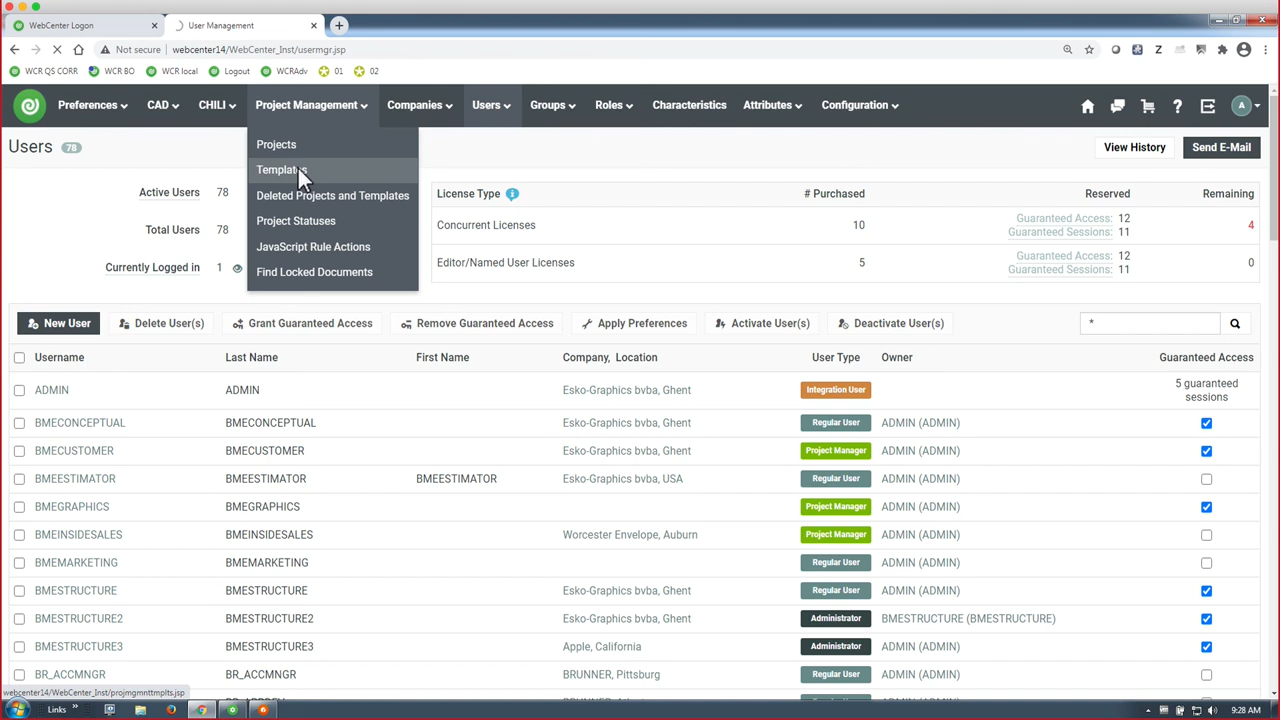 WebCenter Logon
User Management
Not secure webcenter14/WebCenter_Inst/usermgr.jsp
WCR QS CORR WCR BO WCR local Logout WCRAdv 01 02
Preferences CAD CHILI Project Management Companies Users Groups Roles Characteristics Attributes Configuration A
Projects
Templates
Deleted Projects and Templates
Project Statuses
JavaScript Rule Actions
Find Locked Documents
Users 78
View History Send E-Mail
Active Users 78
Total Users 78
Currently Logged in 1
License Type # Purchased Reserved Remaining
Concurrent Licenses 10 Guaranteed Access: 12 4
Guaranteed Sessions: 11
Editor/Named User Licenses 5 Guaranteed Access: 12 0
Guaranteed Sessions: 11
New User Delete User(s) Grant Guaranteed Access Remove Guaranteed Access Apply Preferences Activate User(s) Deactivate User(s) *
Username Last Name First Name Company, Location User Type Owner Guaranteed Access
ADMIN ADMIN Esko-Graphics bvba, Ghent Integration User 5 guaranteed
sessions
BMECONCEPTU BMECONCEPTUAL Esko-Graphics bvba, Ghent Regular User ADMIN (ADMIN)
BMECUSTOMER BMECUSTOMER Esko-Graphics bvba, Ghent Project Manager ADMIN (ADMIN)
BMEESTIMATOR BMEESTIMATOR BMEESTIMATOR Esko-Graphics bvba, USA Regular User ADMIN (ADMIN)
BMEGRAPHICS BMEGRAPHICS Esko-Graphics bvba, Ghent Project Manager ADMIN (ADMIN)
BMEINSIDESAL BMEINSIDESALES Worcester Envelope, Auburn Project Manager ADMIN (ADMIN)
BMEMARKETIN BMEMARKETING Esko-Graphics bvba, Ghent Regular User ADMIN (ADMIN)
BMESTRUCTUR BMESTRUCTURE Esko-Graphics bvba, Ghent Regular User ADMIN (ADMIN)
BMESTRUCTUR BMESTRUCTURE2 Esko-Graphics bvba, Ghent Administrator BMESTRUCTURE (BMESTRUCTURE)
BMESTRUCTUR BMESTRUCTURE3 Apple, California Administrator ADMIN (ADMIN)
BR_ACCMNGR BR_ACCMNGR BRUNNER, Pittsburg Regular User ADMIN (ADMIN)
webcenter14/WebCenter_Inst/projmgmttmplts.jsp
Links 9:28 AM